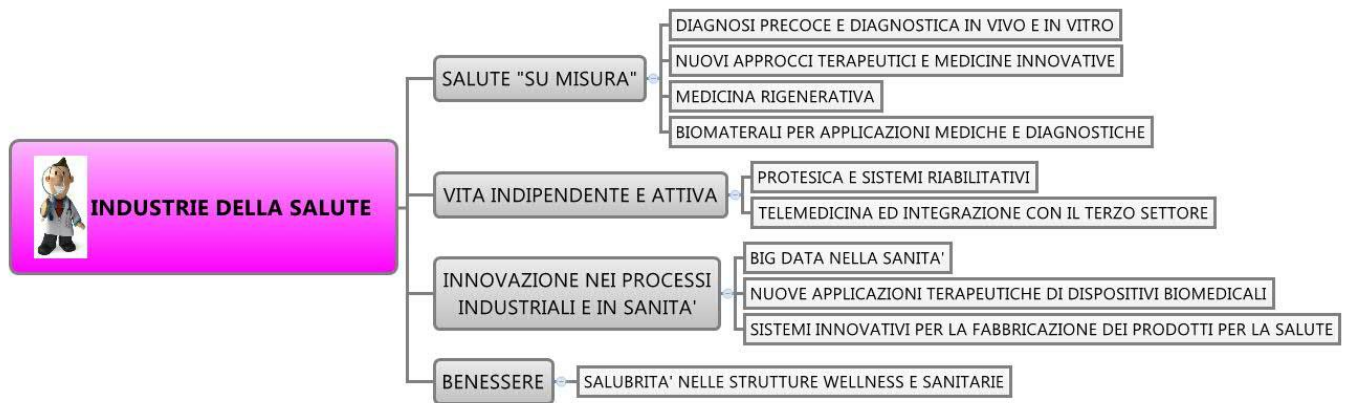 INDUSTRIE DELLA SALUTE
SALUTE "SU MISURA"
DIAGNOSI PRECOCE E DIAGNOSTICA IN VIVO E IN VITRO
NUOVI APPROCCI TERAPEUTICI E MEDICINE INNOVATIVE
MEDICINA RIGENERATIVA
BIOMATERALI PER APPLICAZIONI MEDICHE E DIAGNOSTICHE
VITA INDIPENDENTE E ATTIVA
PROTESICA E SISTEMI RIABILITATIVI
TELEMEDICINA ED INTEGRAZIONE CON IL TERZO SETTORE
INNOVAZIONE NEI PROCESSI
INDUSTRIALI E IN SANITA'
BIG DATA NELLA SANITA'
NUOVE APPLICAZIONI TERAPEUTICHE DI DISPOSITIVI BIOMEDICALI
SISTEMI INNOVATIVI PER LA FABBRICAZIONE DEI PRODOTTI PER LA SALUTE
BENESSERE
SALUBRITA' NELLE STRUTTURE WELLNESS E SANITARIE